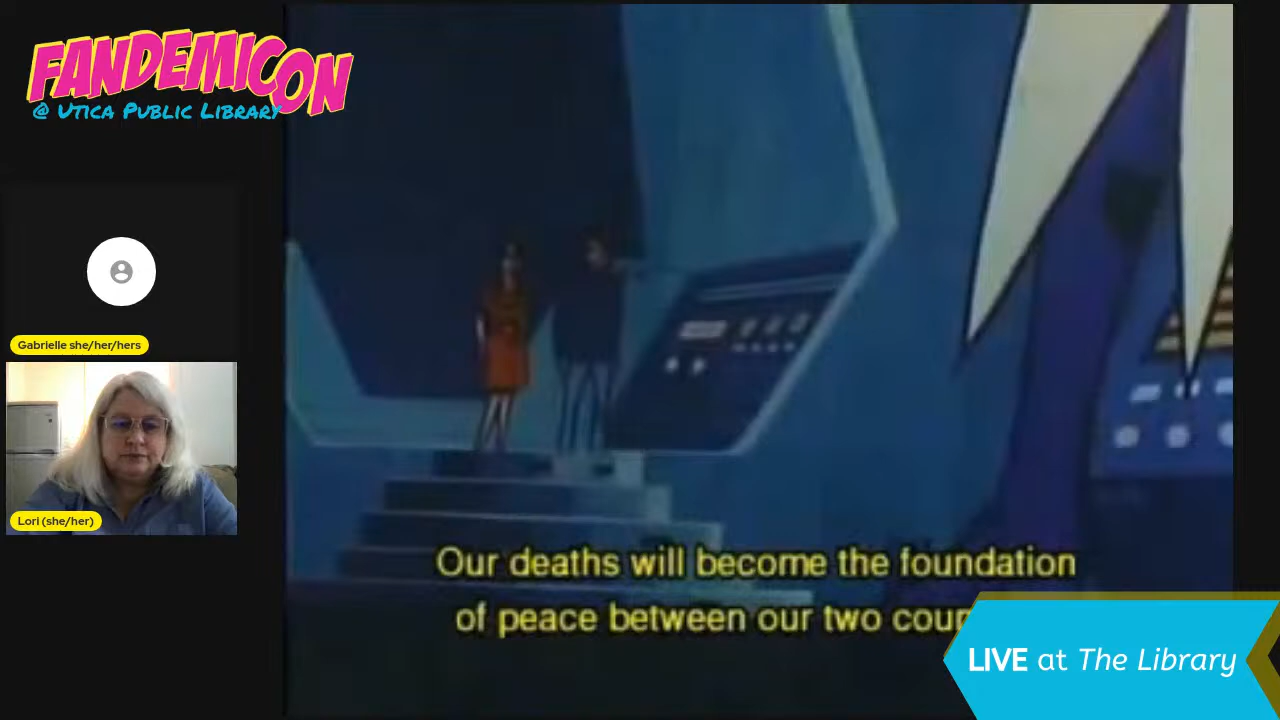 FANDEMICON
@ Utica Public Library
Gabrielle she/her/hers
Lori (she/her)
Our deaths will become the foundation
of peace between our two
LIVE at The Library